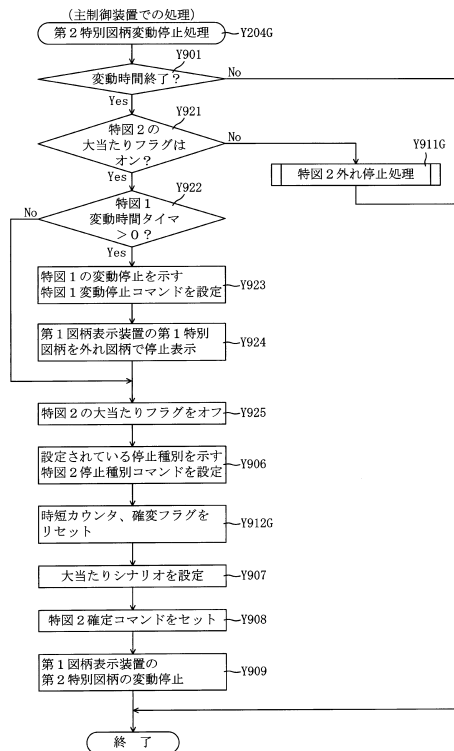 (主制御装置での処理)
第2特別図柄変動停止処理
Y204G
Y901
変動時間終了?
No
Yes
Y921
特図2の
大当たりフラグは
オン?
No
Y911G
特図2外れ停止処理
Yes
Y922
特図1
変動時間タイマ
>0?
No
Yes
特図1の変動停止を示す
特図1変動停止コマンドを設定
Y923
第1図柄表示装置の第1特別
図柄を外れ図柄で停止表示
Y924
特図2の大当たりフラグをオフ
Y925
設定されている停止種別を示す
特図2停止種別コマンドを設定
Y906
時短カウンタ、確変フラグを
リセット
Y912G
大当たりシナリオを設定
Y907
特図2確定コマンドをセット
Y908
第1図柄表示装置の
第2特別図柄の変動停止
Y909
終 了